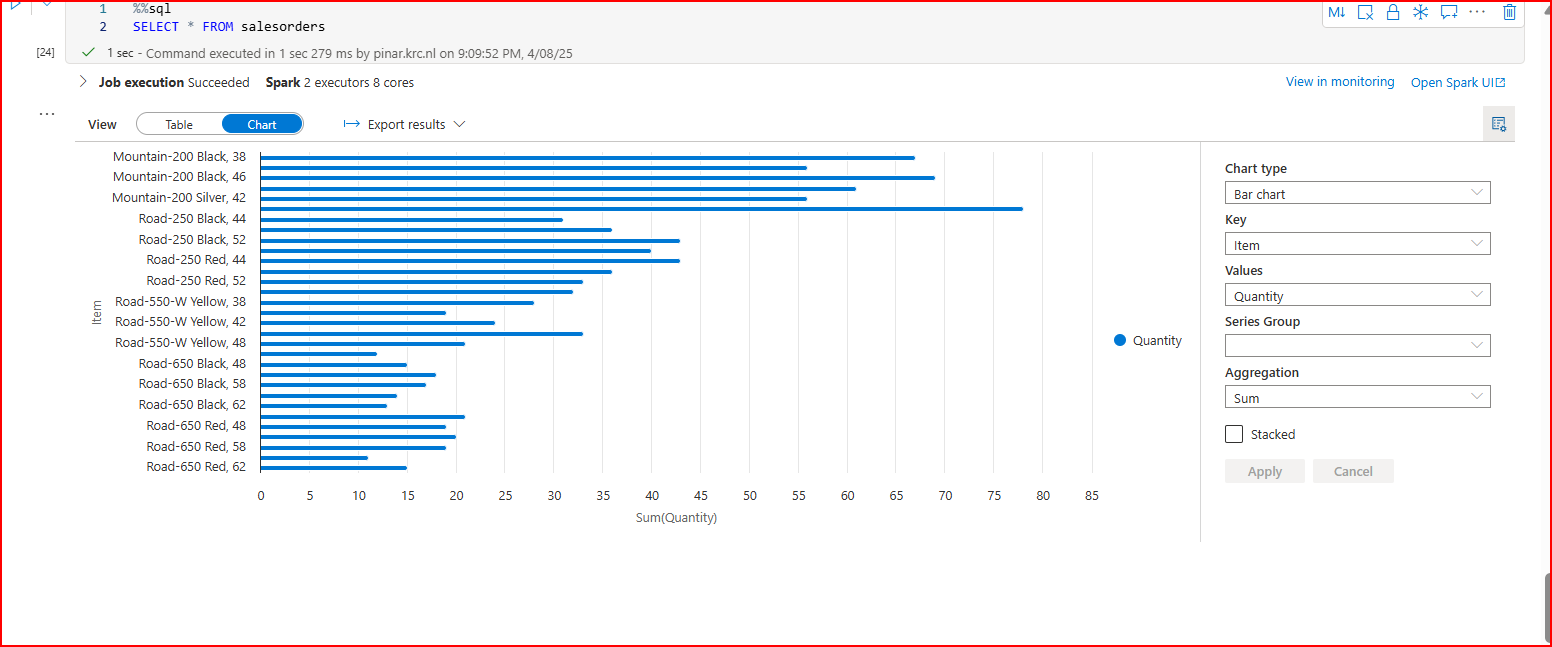 1 %%sql
2 SELECT * FROM salesorders
[24]
1 sec - Command executed in 1 sec 279 ms by pinar.krc.nl on 9:09:52 PM, 4/08/25
M↓
...
Job execution Succeeded Spark 2 executors 8 cores
View in monitoring Open Spark UI
...
View Table Chart Export results
Mountain-200 Black, 38
Mountain-200 Black, 46
Mountain-200 Silver, 42
Road-250 Black, 44
Road-250 Black, 52
Road-250 Red, 44
Road-250 Red, 52
Road-550-W Yellow, 38
Road-550-W Yellow, 42
Road-550-W Yellow, 48
Road-650 Black, 48
Road-650 Black, 58
Road-650 Black, 62
Road-650 Red, 48
Road-650 Red, 58
Road-650 Red, 62
Item
0 5 10 15 20 25 30 35 40 45 50 55 60 65 70 75 80 85
Sum(Quantity)
Quantity
Chart type
Bar chart
Key
Item
Values
Quantity
Series Group
Aggregation
Sum
Stacked
Apply Cancel